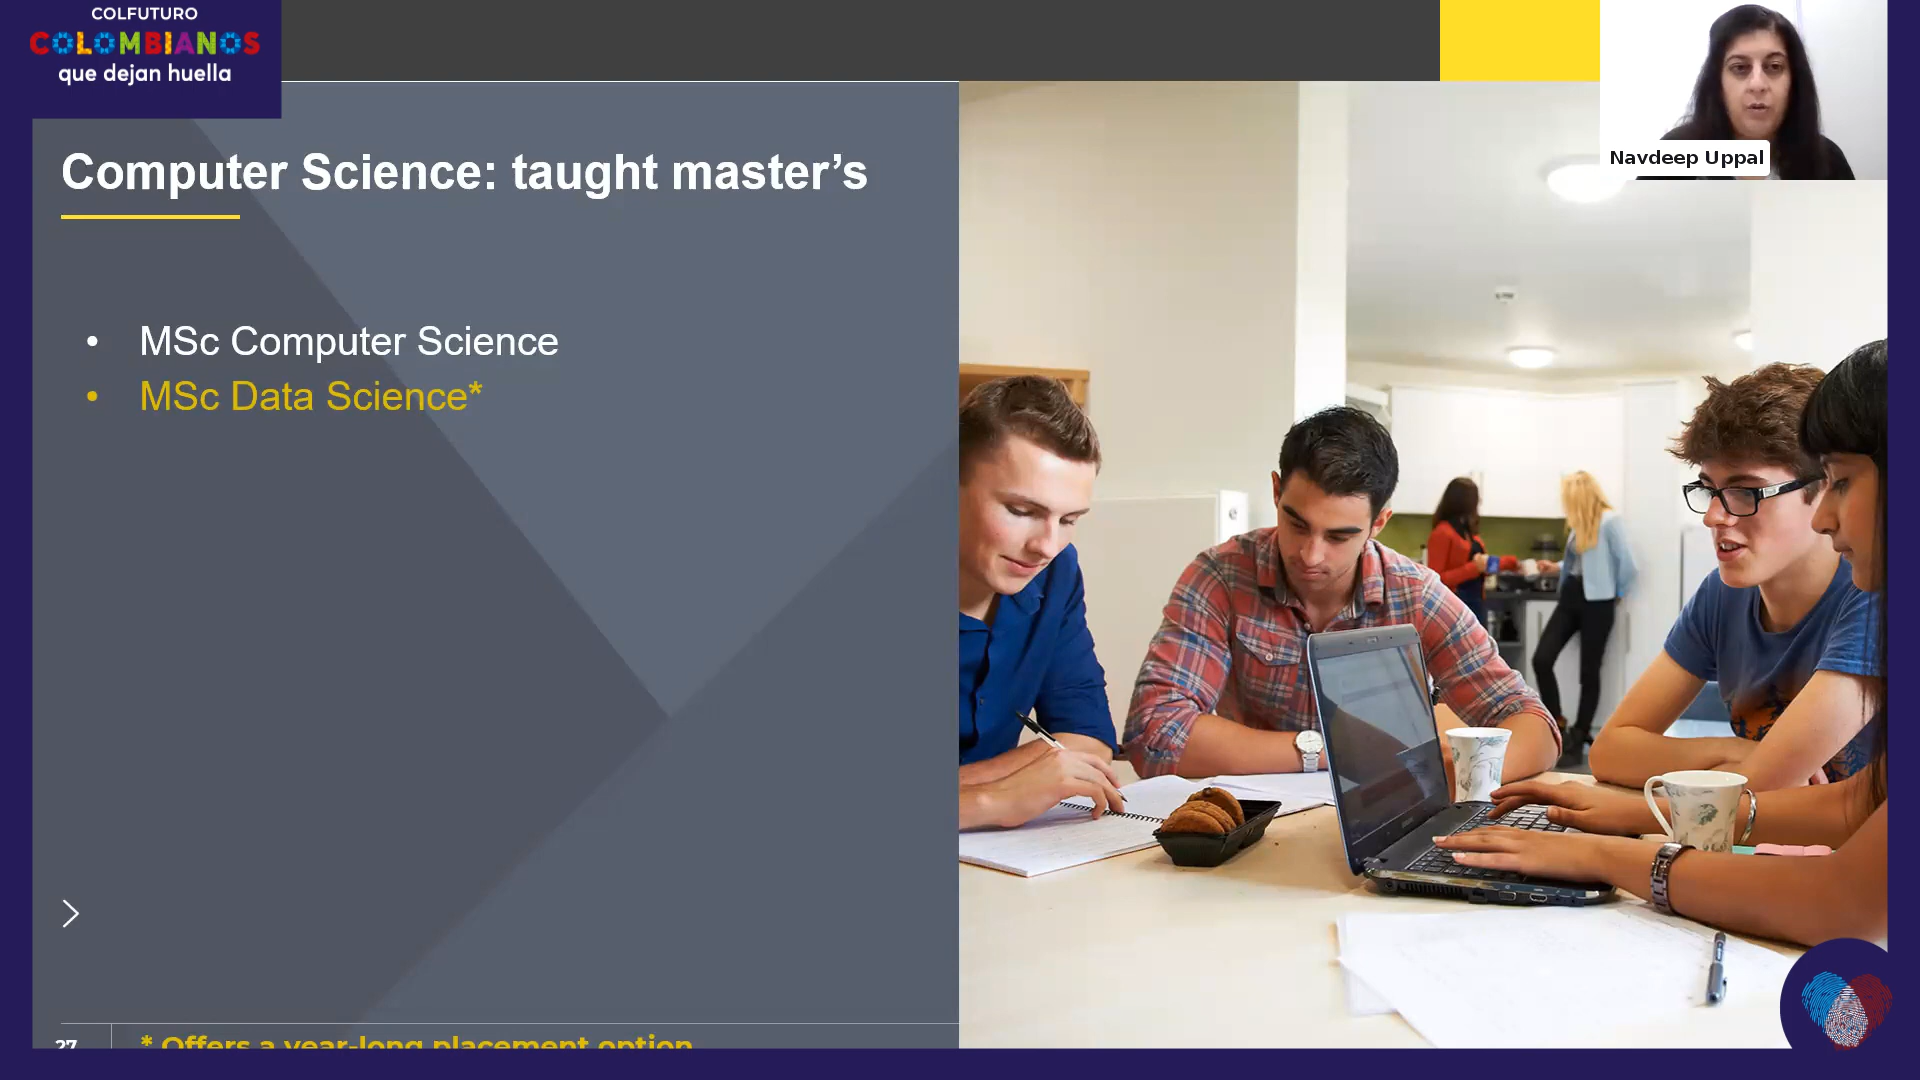 COLFUTURO
COLOMBIANOS
que dejan huella
Navdeep Uppal
Computer Science: taught master’s
• MSc Computer Science
• MSc Data Science*
27
* Offers a year-long placement option